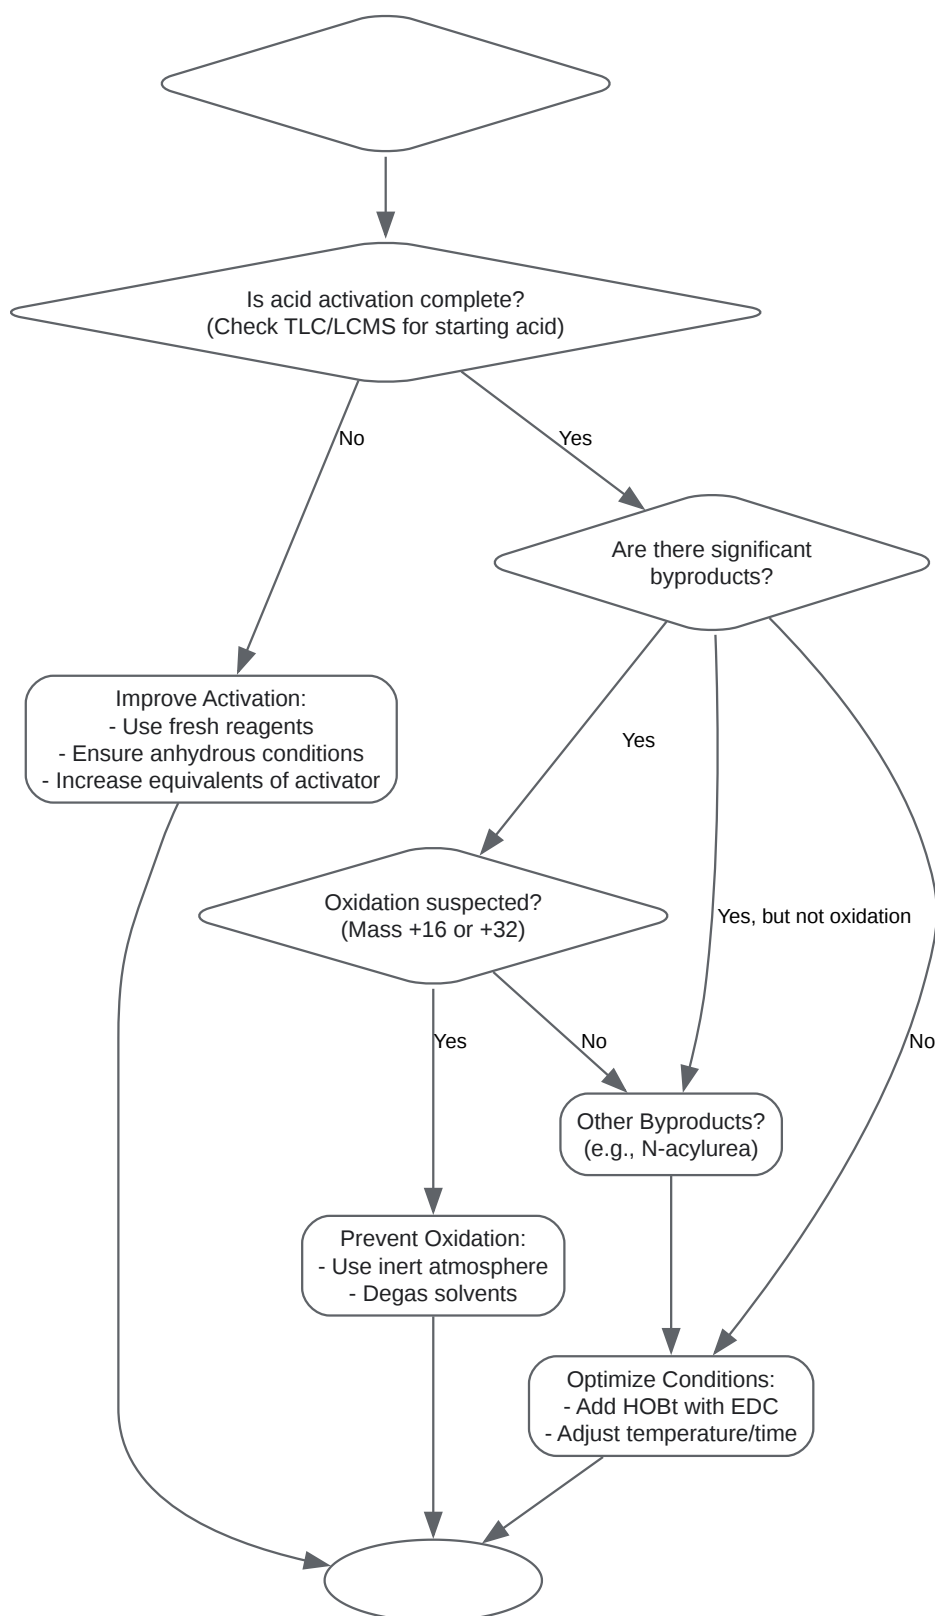 Is acid activation complete?
(Check TLC/LCMS for starting acid)
No
Yes
Are there significant
byproducts?
Improve Activation:
- Use fresh reagents
- Ensure anhydrous conditions
- Increase equivalents of activator
Yes
Oxidation suspected?
(Mass +16 or +32)
Yes, but not oxidation
Yes
No
No
Other Byproducts?
(e.g., N-acylurea)
Prevent Oxidation:
- Use inert atmosphere
- Degas solvents
Optimize Conditions:
- Add HOBt with EDC
- Adjust temperature/time